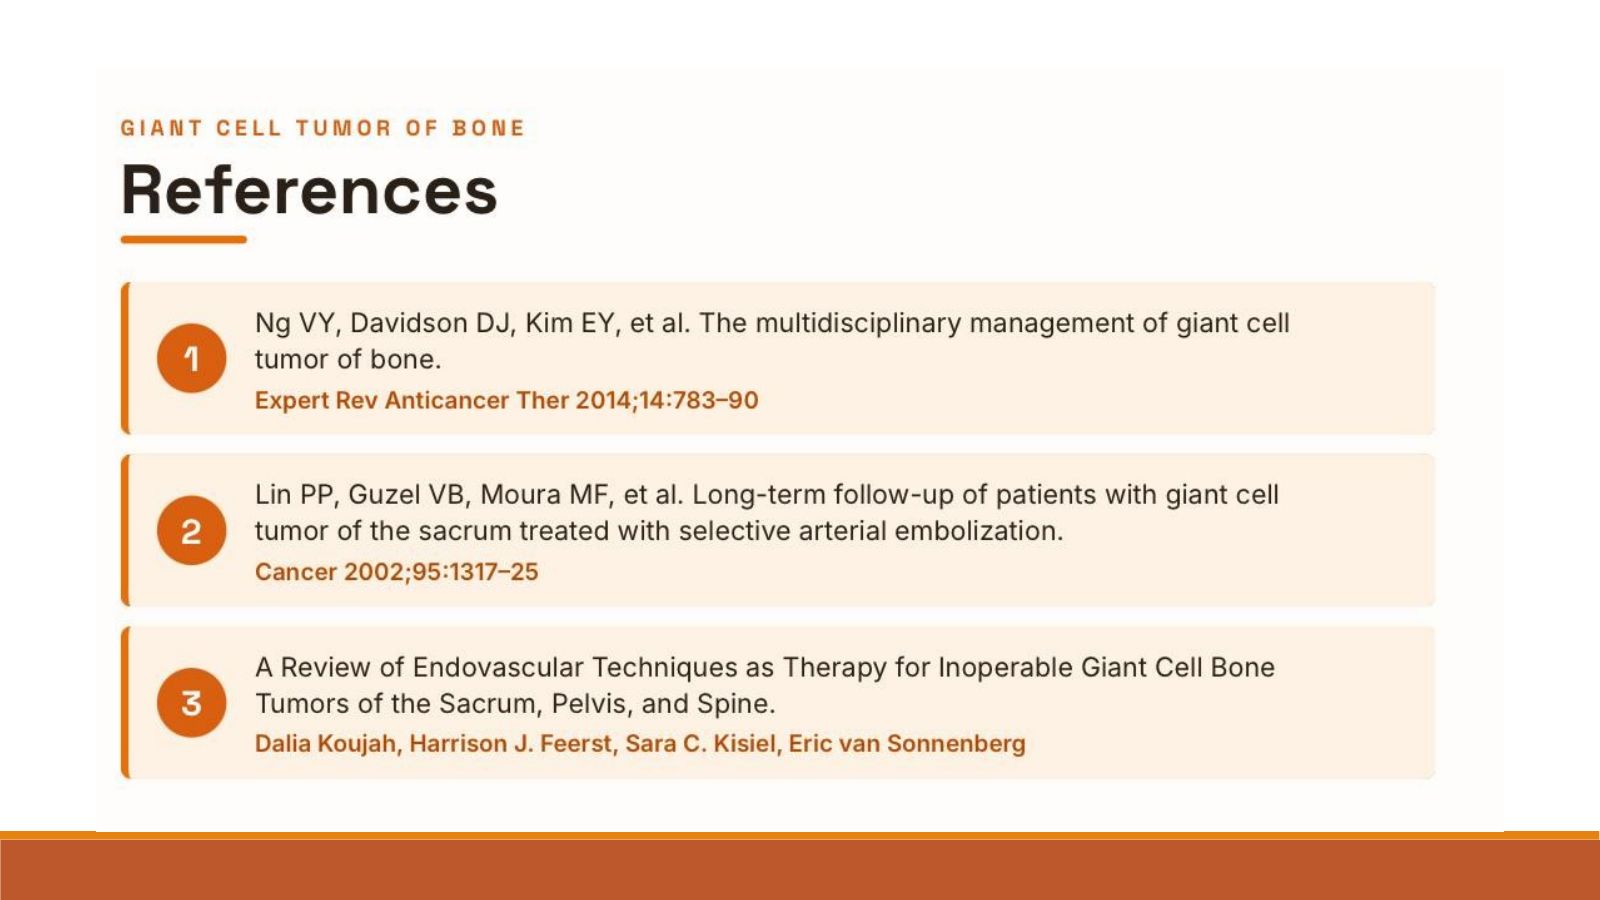 GIANT CELL TUMOR OF BONE
References
1
Ng VY, Davidson DJ, Kim EY, et al. The multidisciplinary management of giant cell
tumor of bone.
Expert Rev Anticancer Ther 2014;14:783–90
2
Lin PP, Guzel VB, Moura MF, et al. Long-term follow-up of patients with giant cell
tumor of the sacrum treated with selective arterial embolization.
Cancer 2002;95:1317–25
3
A Review of Endovascular Techniques as Therapy for Inoperable Giant Cell Bone
Tumors of the Sacrum, Pelvis, and Spine.
Dalia Koujah, Harrison J. Feerst, Sara C. Kisiel, Eric van Sonnenberg